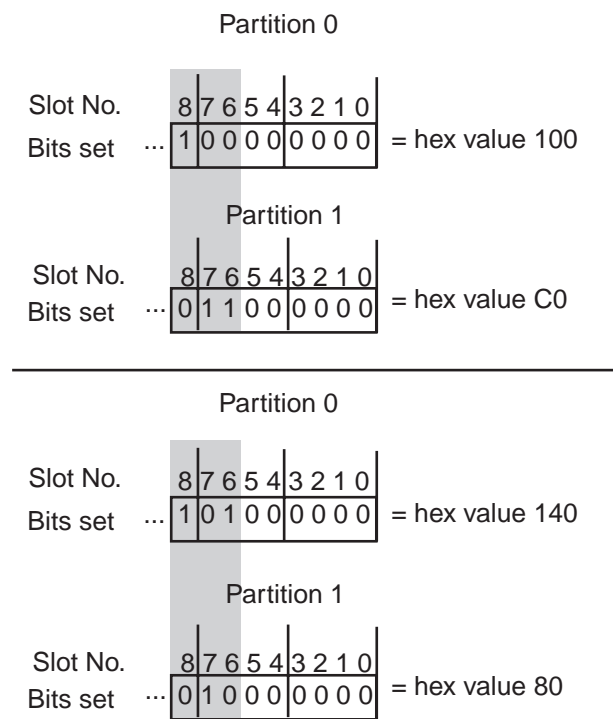 Partition 0
Slot No. 8 7 6 5 4 3 2 1 0
Bits set ... 1 0 0 0 0 0 0 0 0 = hex value 100
Partition 1
Slot No. 8 7 6 5 4 3 2 1 0
Bits set ... 0 1 1 0 0 0 0 0 0 = hex value C0
Partition 0
Slot No. 8 7 6 5 4 3 2 1 0
Bits set ... 1 0 1 0 0 0 0 0 0 = hex value 140
Partition 1
Slot No. 8 7 6 5 4 3 2 1 0
Bits set ... 0 1 0 0 0 0 0 0 0 = hex value 80